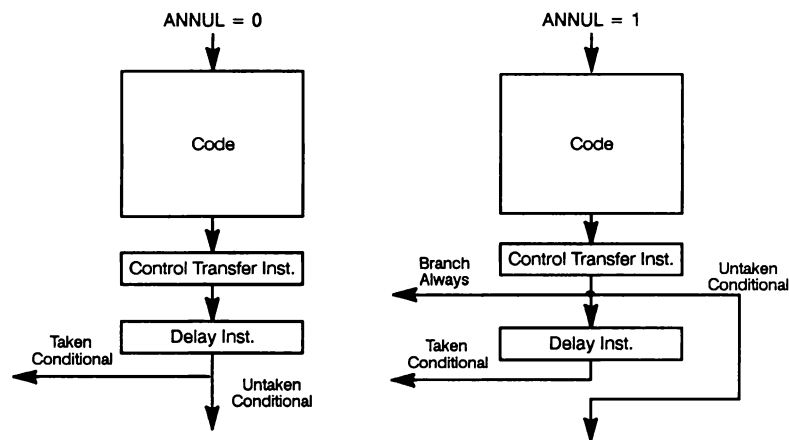 ANNUL = 0
Code
Control Transfer Inst.
Delay Inst.
Taken
Conditional
Untaken
Conditional
ANNUL = 1
Code
Control Transfer Inst.
Branch
Always
Untaken
Conditional
Delay Inst.
Taken
Conditional